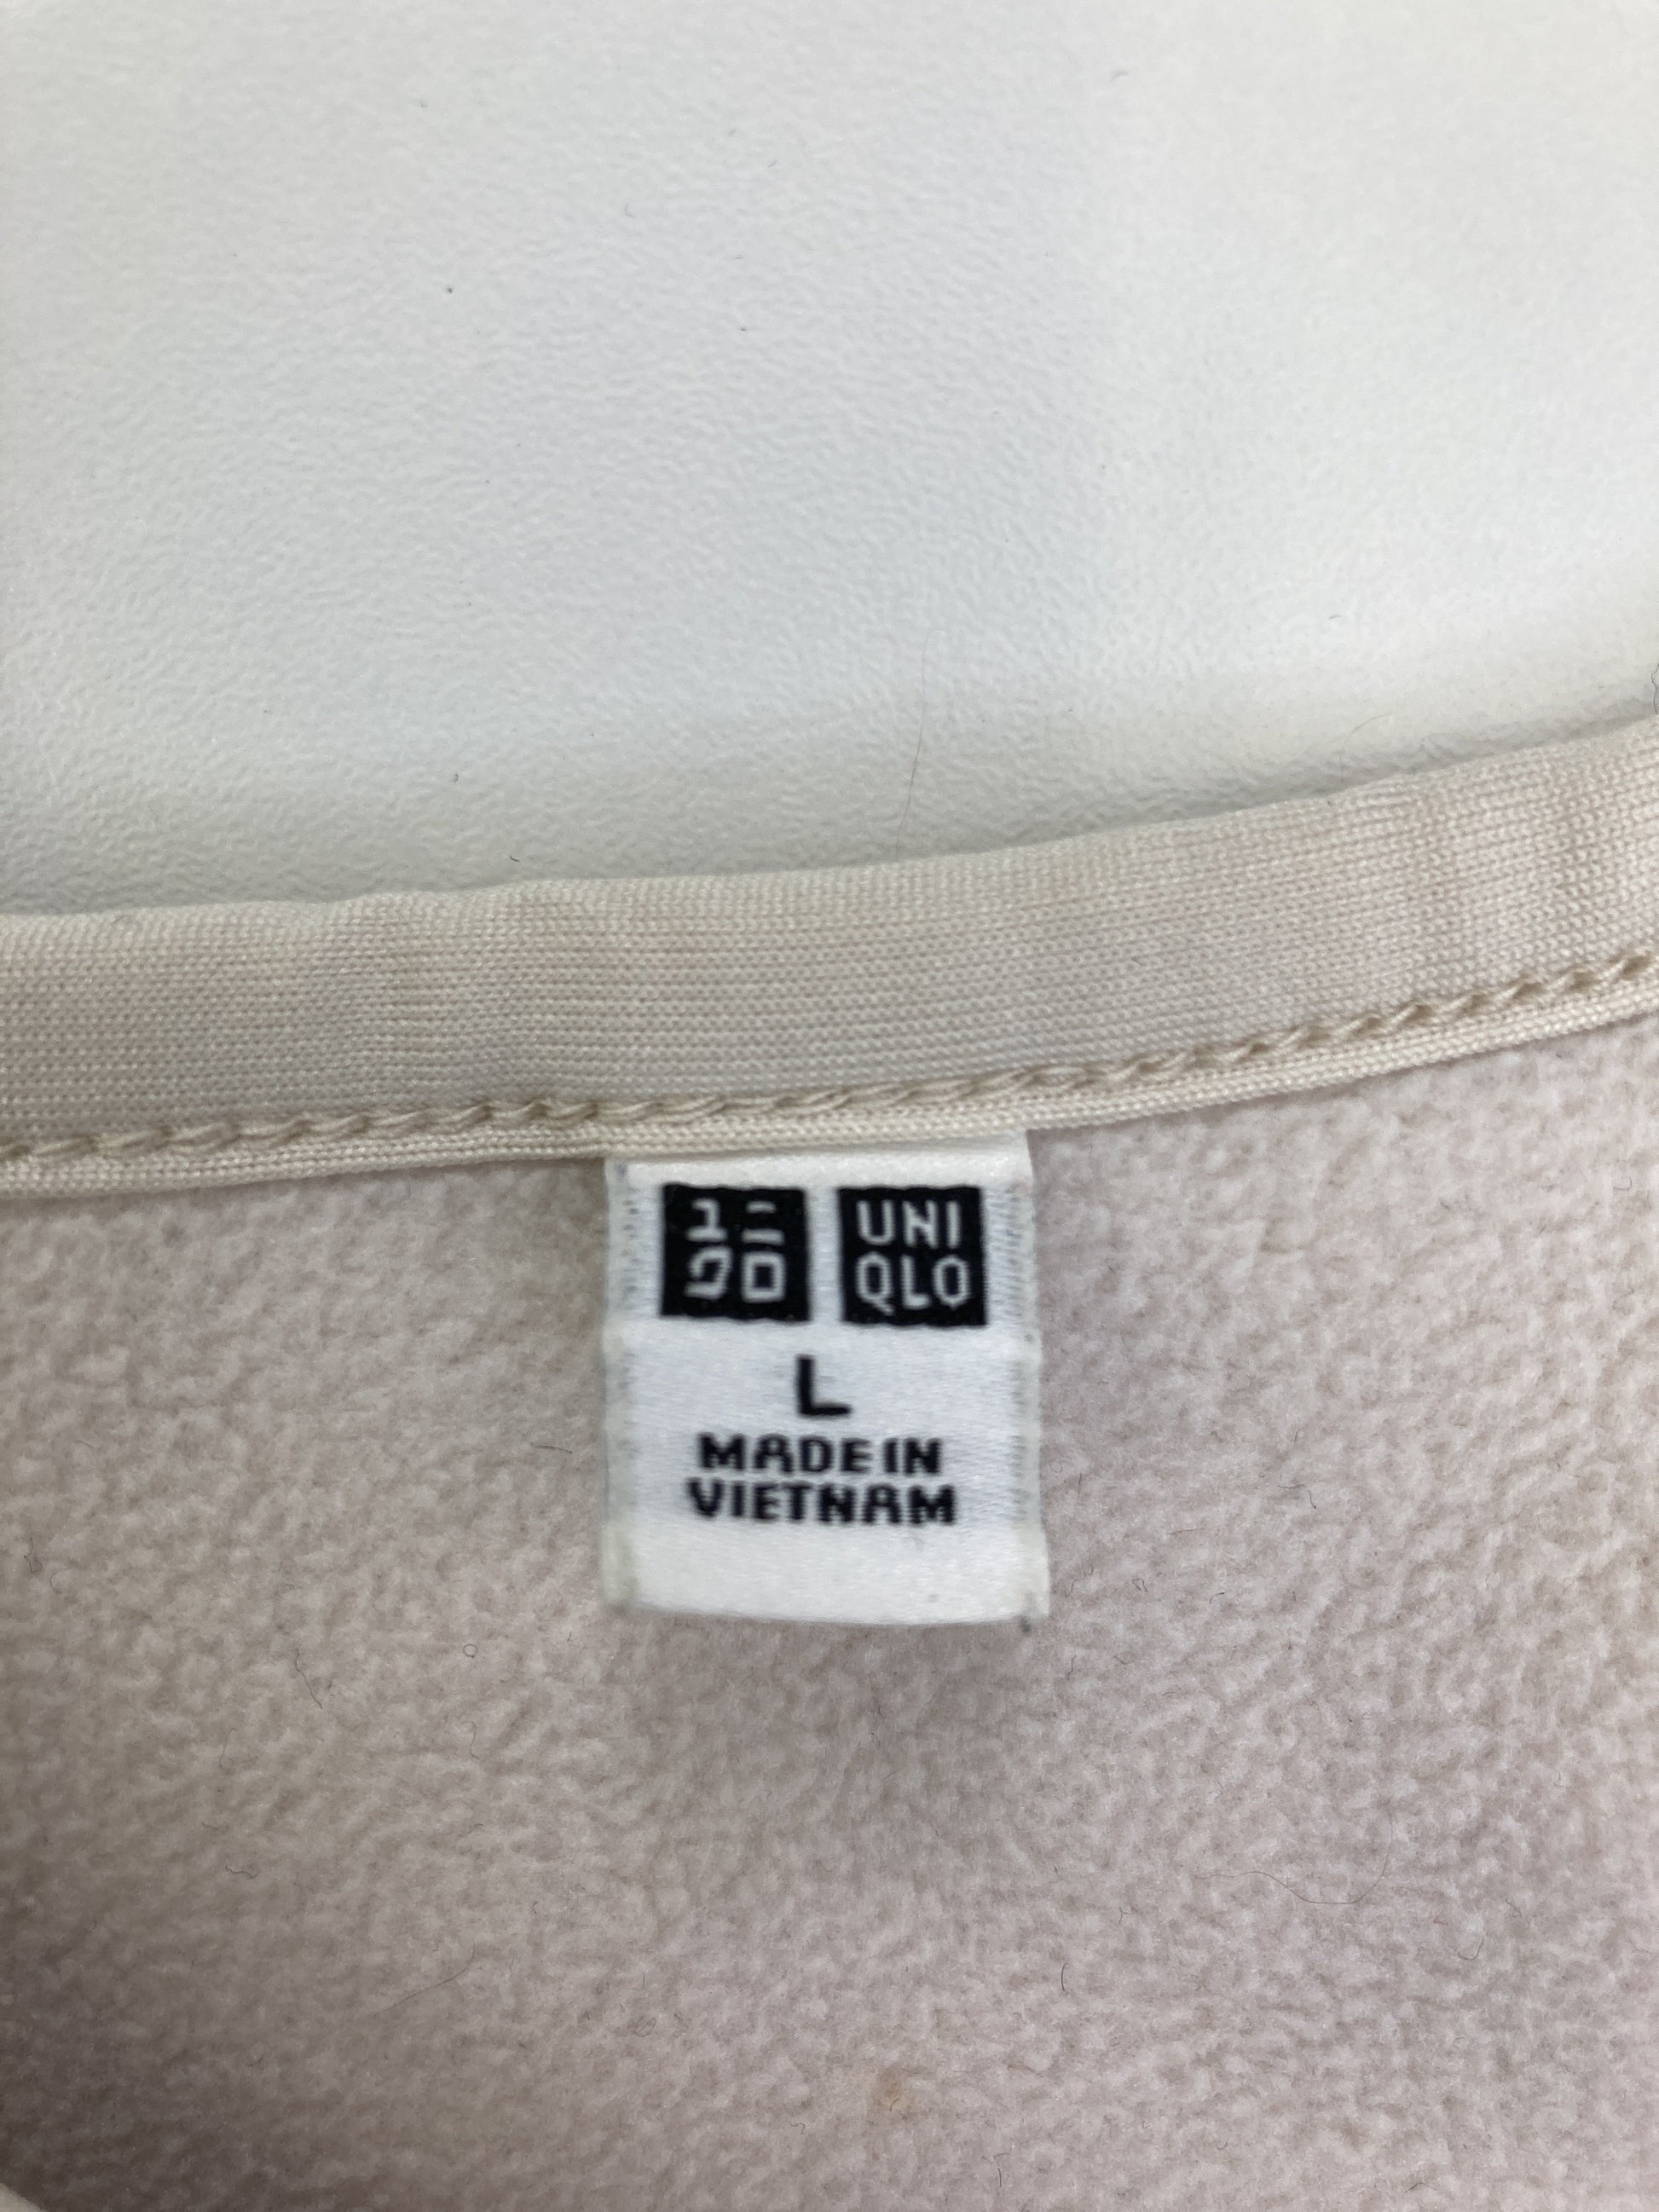 ユニ UNI
クロ QLO
L
MADE IN
VIETNAM